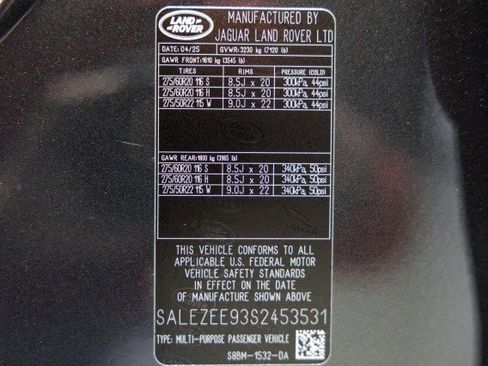 LAND
ROVER
MANUFACTURED BY
JAGUAR LAND ROVER LTD
DATE: 04/25 GVWR: 3230 kg (7120 lb)
GAWR FRONT: 1610 kg (3545 lb)
TIRES RIMS PRESSURE (COLD)
275/60R20 116 S 8.5J x 20 300kPa, 44psi
275/60R20 116 H 8.5J x 20 300kPa, 44psi
275/50R22 115 W 9.0J x 22 300kPa, 44psi
GAWR REAR: 1800 kg (3965 lb)
275/60R20 116 S 8.5J x 20 340kPa, 50psi
275/60R20 116 H 8.5J x 20 340kPa, 50psi
275/50R22 115 W 9.0J x 22 340kPa, 50psi
THIS VEHICLE CONFORMS TO ALL
APPLICABLE U.S. FEDERAL MOTOR
VEHICLE SAFETY STANDARDS
IN EFFECT ON THE DATE
OF MANUFACTURE SHOWN ABOVE
SALEZEE93S2453531
TYPE: MULTI-PURPOSE PASSENGER VEHICLE
S8BM-1532-DA